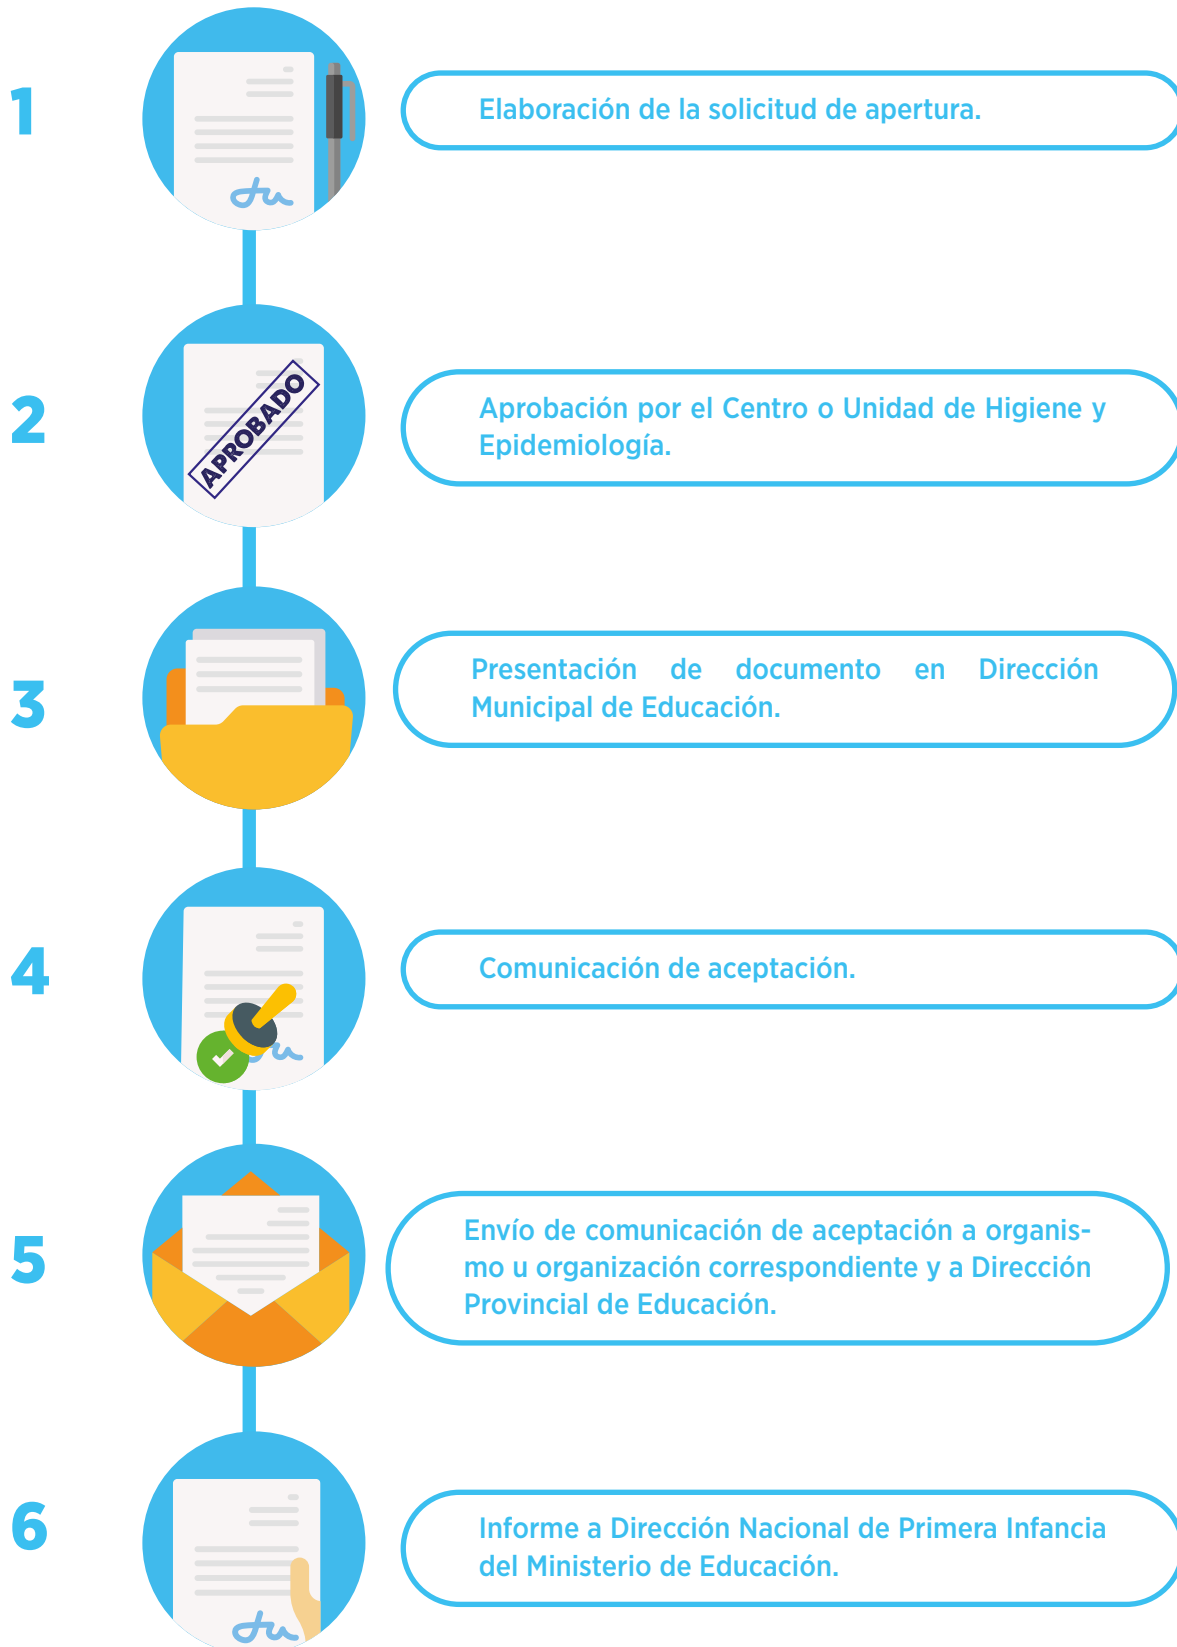 1
Elaboración de la solicitud de apertura.
2
APROBADO
Aprobación por el Centro o Unidad de Higiene y
Epidemiología.
3
Presentación de documento en Dirección
Municipal de Educación.
4
Comunicación de aceptación.
5
Envío de comunicación de aceptación a organis-
mo u organización correspondiente y a Dirección
Provincial de Educación.
6
Informe a Dirección Nacional de Primera Infancia
del Ministerio de Educación.